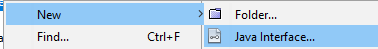 New
Folder...
Find... Ctrl+F
Java Interface...